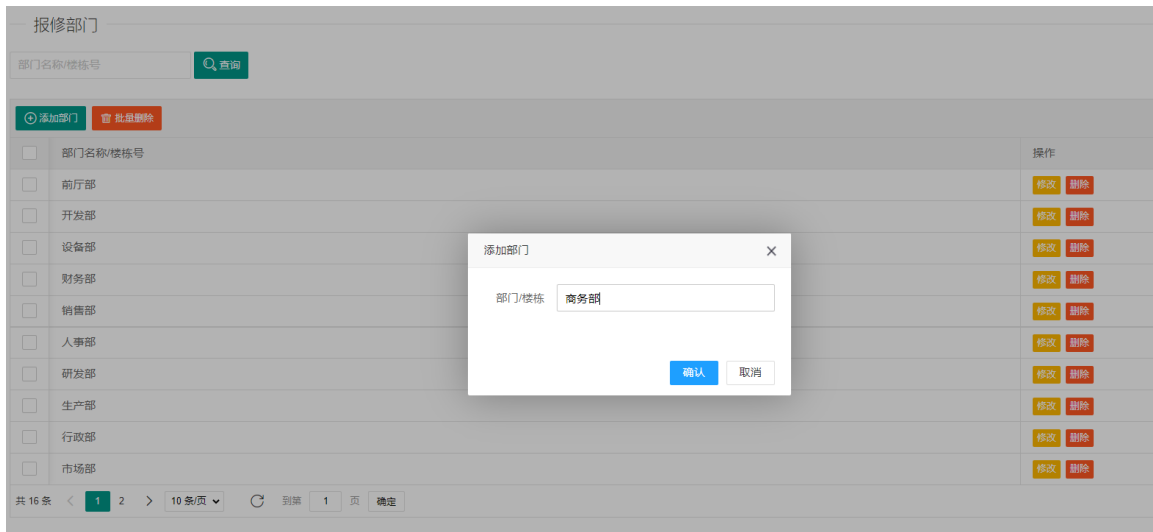 报修部门
部门名称/楼栋号 查询
添加部门 批量删除
部门名称/楼栋号 操作
前厅部 修改 删除
开发部 修改 删除
设备部 修改 删除
财务部 修改 删除
销售部 修改 删除
人事部 修改 删除
研发部 修改 删除
生产部 修改 删除
行政部 修改 删除
市场部 修改 删除
添加部门
部门/楼栋 商务部
确认 取消
共 16 条 1 2 10 条/页 到第 1 页 确定